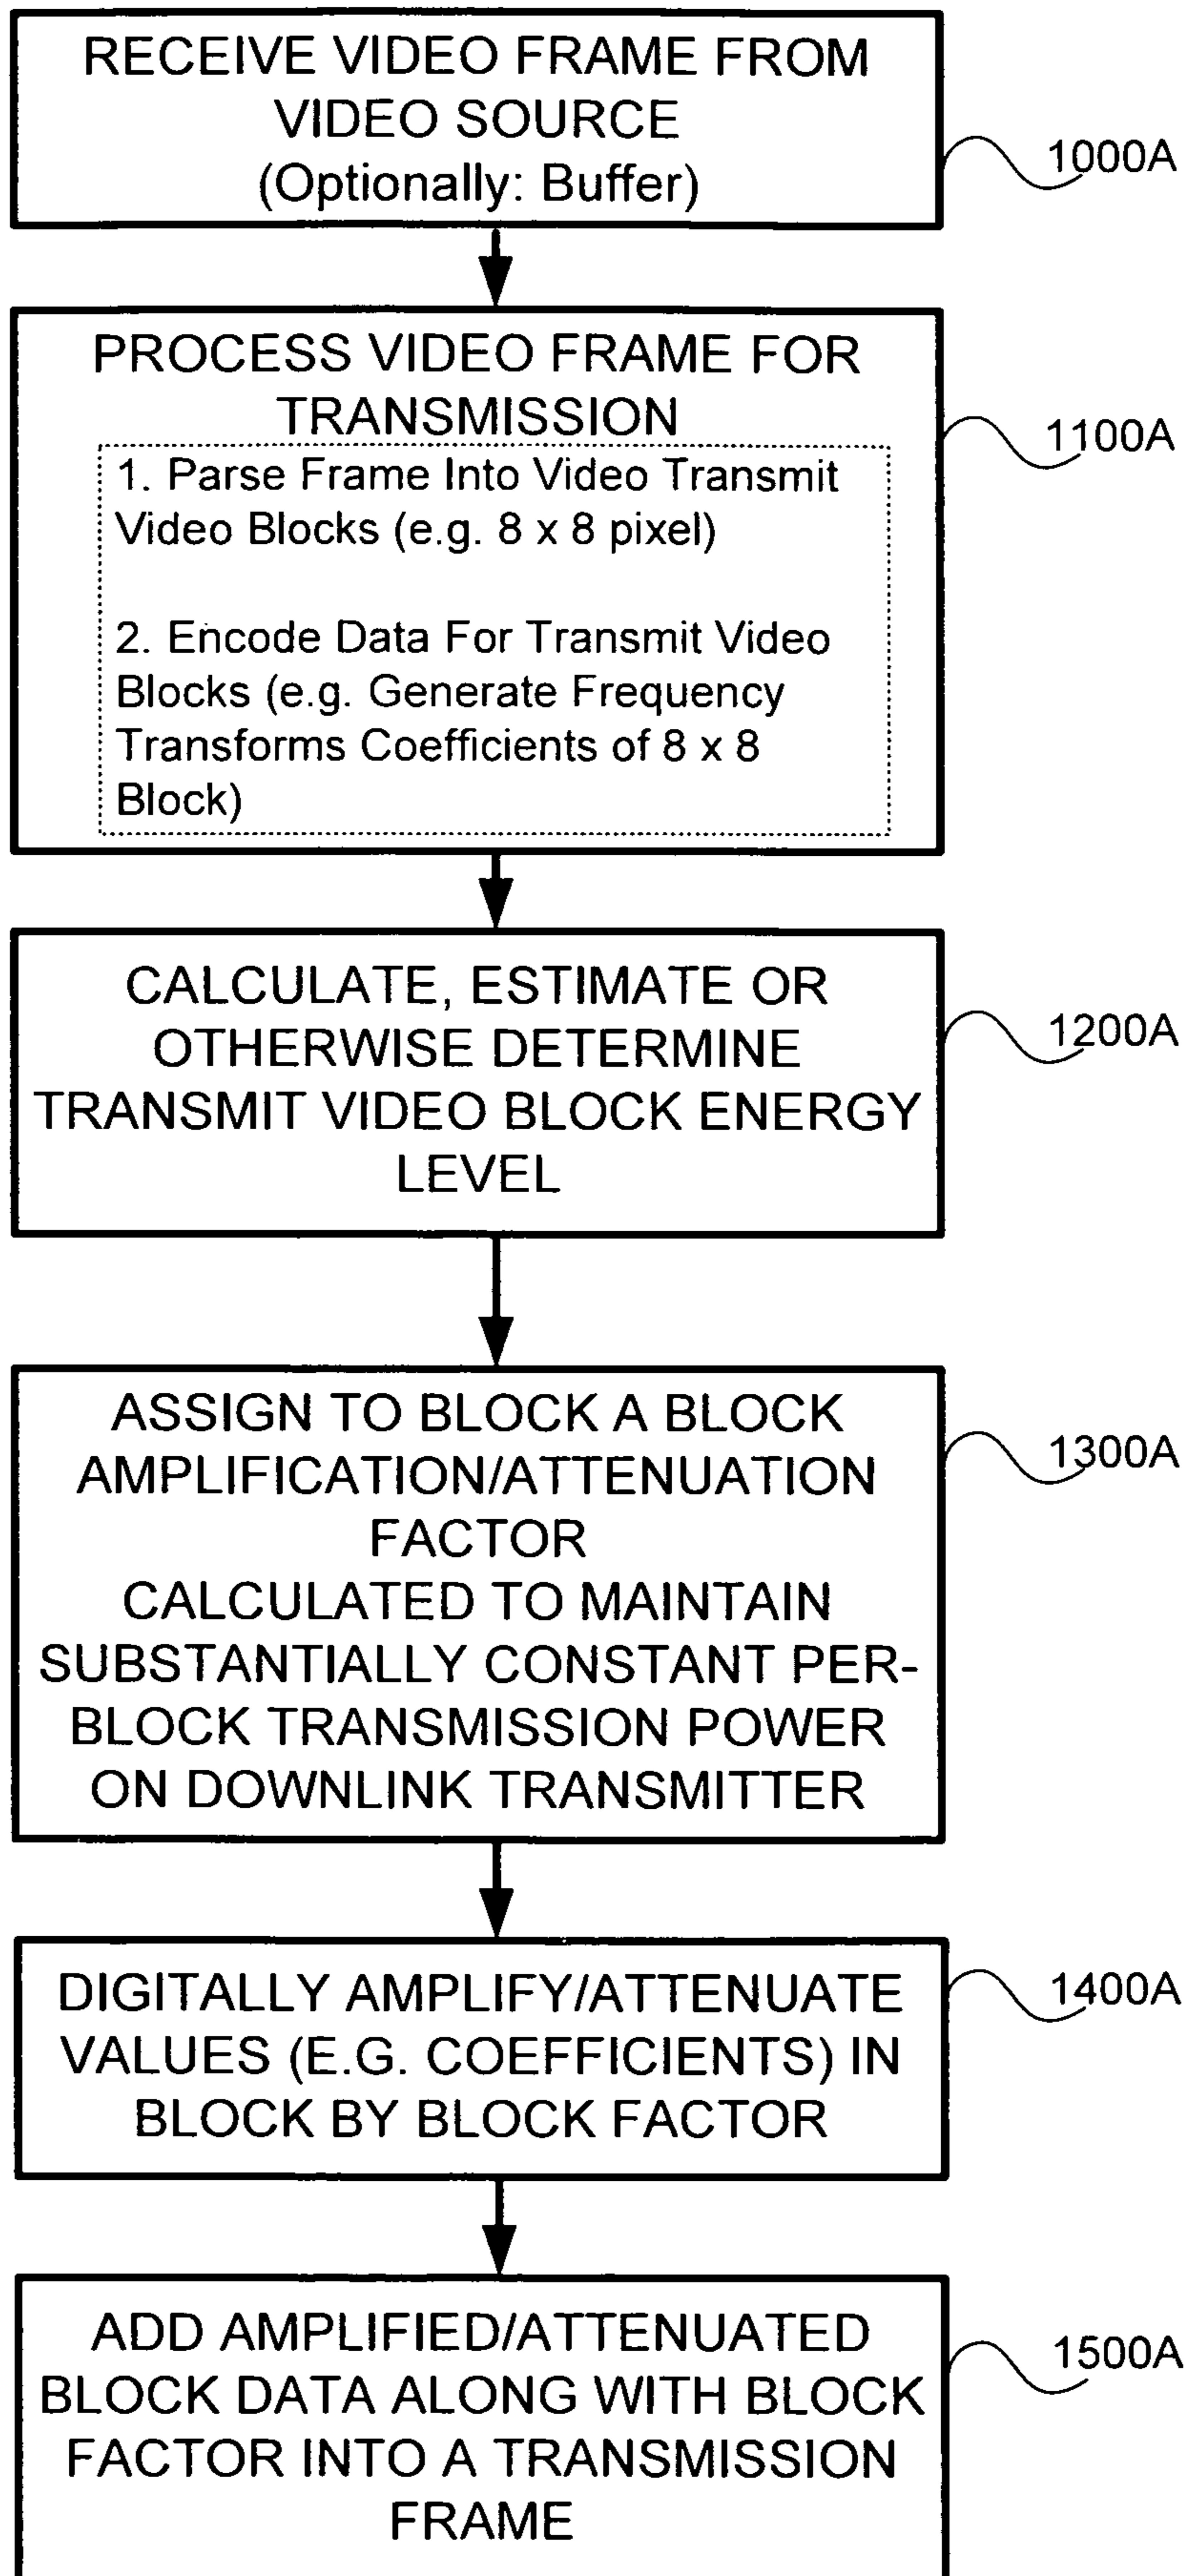 RECEIVE VIDEO FRAME FROM
VIDEO SOURCE
(Optionally: Buffer)
1000A
PROCESS VIDEO FRAME FOR
TRANSMISSION
1. Parse Frame Into Video Transmit
Video Blocks (e.g. 8 x 8 pixel)
2. Encode Data For Transmit Video
Blocks (e.g. Generate Frequency
Transforms Coefficients of 8 x 8
Block)
1100A
CALCULATE, ESTIMATE OR
OTHERWISE DETERMINE
TRANSMIT VIDEO BLOCK ENERGY
LEVEL
1200A
ASSIGN TO BLOCK A BLOCK
AMPLIFICATION/ATTENUATION
FACTOR
CALCULATED TO MAINTAIN
SUBSTANTIALLY CONSTANT PER-
BLOCK TRANSMISSION POWER
ON DOWNLINK TRANSMITTER
1300A
DIGITALLY AMPLIFY/ATTENUATE
VALUES (E.G. COEFFICIENTS) IN
BLOCK BY BLOCK FACTOR
1400A
ADD AMPLIFIED/ATTENUATED
BLOCK DATA ALONG WITH BLOCK
FACTOR INTO A TRANSMISSION
FRAME
1500A